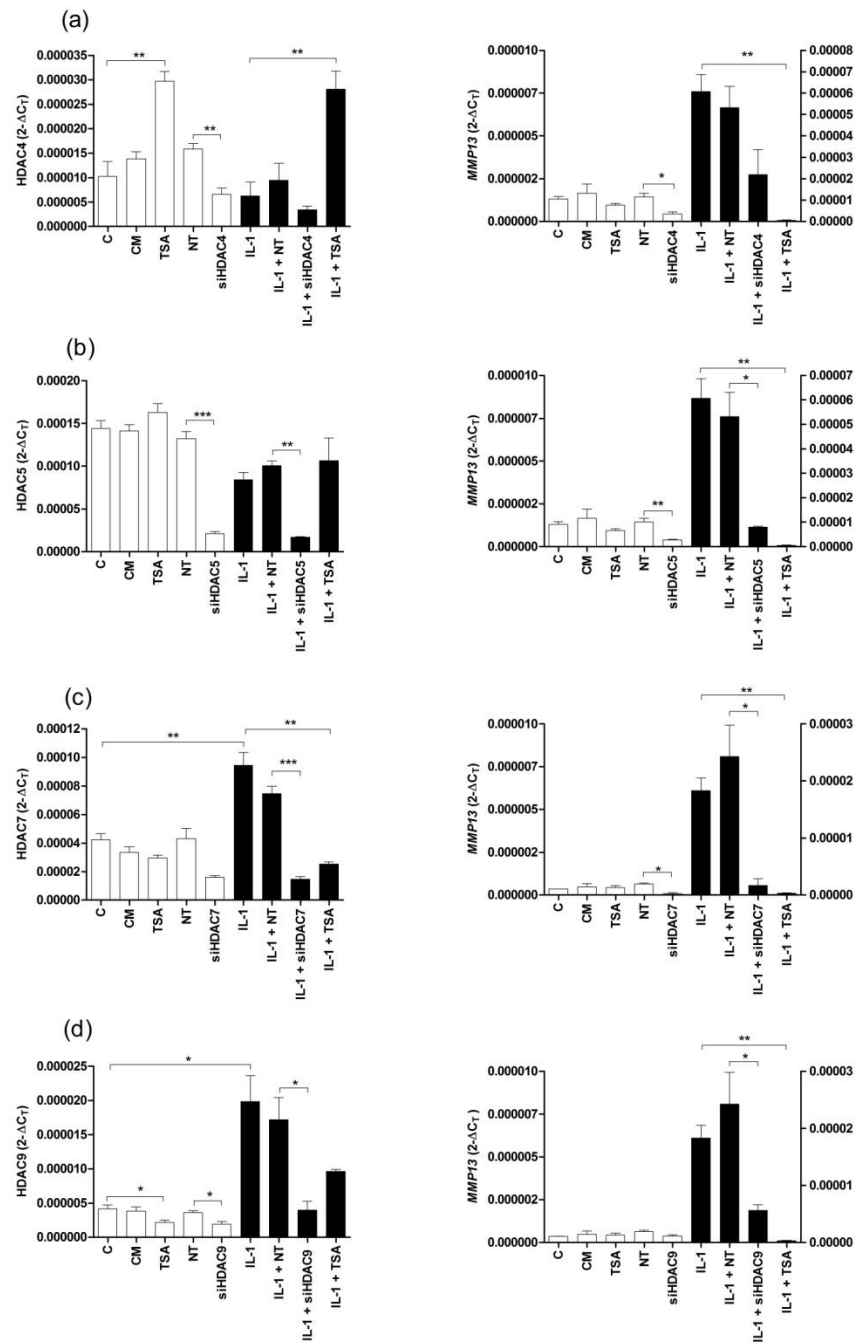 (a)
HDAC4 (2-ΔCT)
0.000035
0.000030
0.000025
0.000020
0.000015
0.000010
0.000005
0.000000
**
**
**
C
CM
TSA
NT
siHDAC4
IL-1
IL-1 + NT
IL-1 + siHDAC4
IL-1 + TSA
MMP13 (2-ΔCT)
0.000010
0.000007
0.000005
0.000002
0.000000
*
**
0.00008
0.00007
0.00006
0.00005
0.00004
0.00003
0.00002
0.00001
0.00000
C
CM
TSA
NT
siHDAC4
IL-1
IL-1 + NT
IL-1 + siHDAC4
IL-1 + TSA
(b)
HDAC5 (2-ΔCT)
0.00020
0.00015
0.00010
0.00005
0.00000
***
**
C
CM
TSA
NT
siHDAC5
IL-1
IL-1 + NT
IL-1 + siHDAC5
IL-1 + TSA
MMP13 (2-ΔCT)
0.000010
0.000007
0.000005
0.000002
0.000000
**
**
*
0.00007
0.00006
0.00005
0.00004
0.00003
0.00002
0.00001
0.00000
C
CM
TSA
NT
siHDAC5
IL-1
IL-1 + NT
IL-1 + siHDAC5
IL-1 + TSA
(c)
HDAC7 (2-ΔCT)
0.00012
0.00010
0.00008
0.00006
0.00004
0.00002
0.00000
**
**
***
C
CM
TSA
NT
siHDAC7
IL-1
IL-1 + NT
IL-1 + siHDAC7
IL-1 + TSA
MMP13 (2-ΔCT)
0.000010
0.000007
0.000005
0.000002
0.000000
*
**
*
0.00003
0.00002
0.00001
0.00000
C
CM
TSA
NT
siHDAC7
IL-1
IL-1 + NT
IL-1 + siHDAC7
IL-1 + TSA
(d)
HDAC9 (2-ΔCT)
0.000025
0.000020
0.000015
0.000010
0.000005
0.000000
*
*
*
*
C
CM
TSA
NT
siHDAC9
IL-1
IL-1 + NT
IL-1 + siHDAC9
IL-1 + TSA
MMP13 (2-ΔCT)
0.000010
0.000007
0.000005
0.000002
0.000000
**
*
0.00003
0.00002
0.00001
0.00000
C
CM
TSA
NT
siHDAC9
IL-1
IL-1 + NT
IL-1 + siHDAC9
IL-1 + TSA